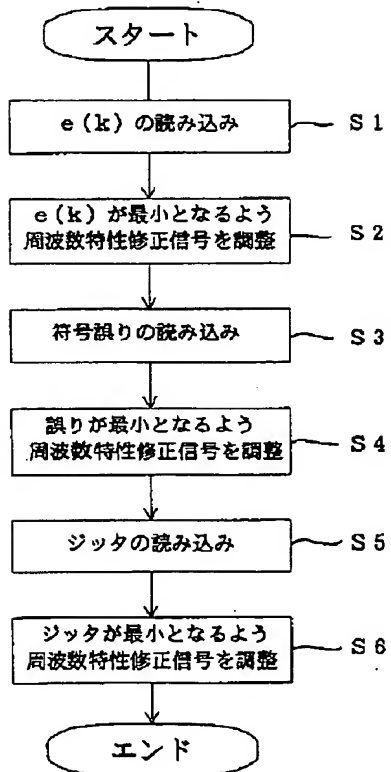 スタート
e(k)の読み込み
S1
e(k)が最小となるよう
周波数特性修正信号を調整
S2
符号誤りの読み込み
S3
誤りが最小となるよう
周波数特性修正信号を調整
S4
ジッタの読み込み
S5
ジッタが最小となるよう
周波数特性修正信号を調整
S6
エンド